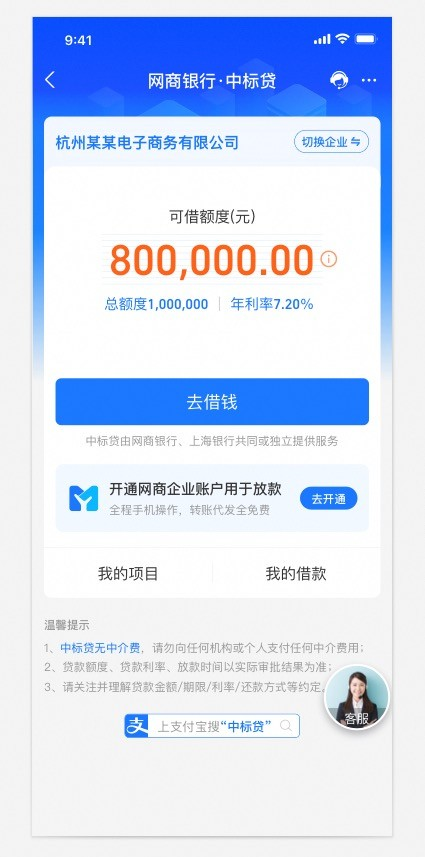 9:41
网商银行·中标贷
杭州某某电子商务有限公司 切换企业
可借额度(元)
800,000.00
总额度1,000,000 年利率7.20%
去借钱
中标贷由网商银行、上海银行共同或独立提供服务
开通网商企业账户用于放款
全程手机操作，转账代发全免费
去开通
我的项目 我的借款
温馨提示
1、中标贷无中介费，请勿向任何机构或个人支付任何中介费用；
2、贷款额度、贷款利率、放款时间以实际审批结果为准；
3、请关注并理解贷款金额/期限/利率/还款方式等约定
客服
支 上支付宝搜“中标贷”